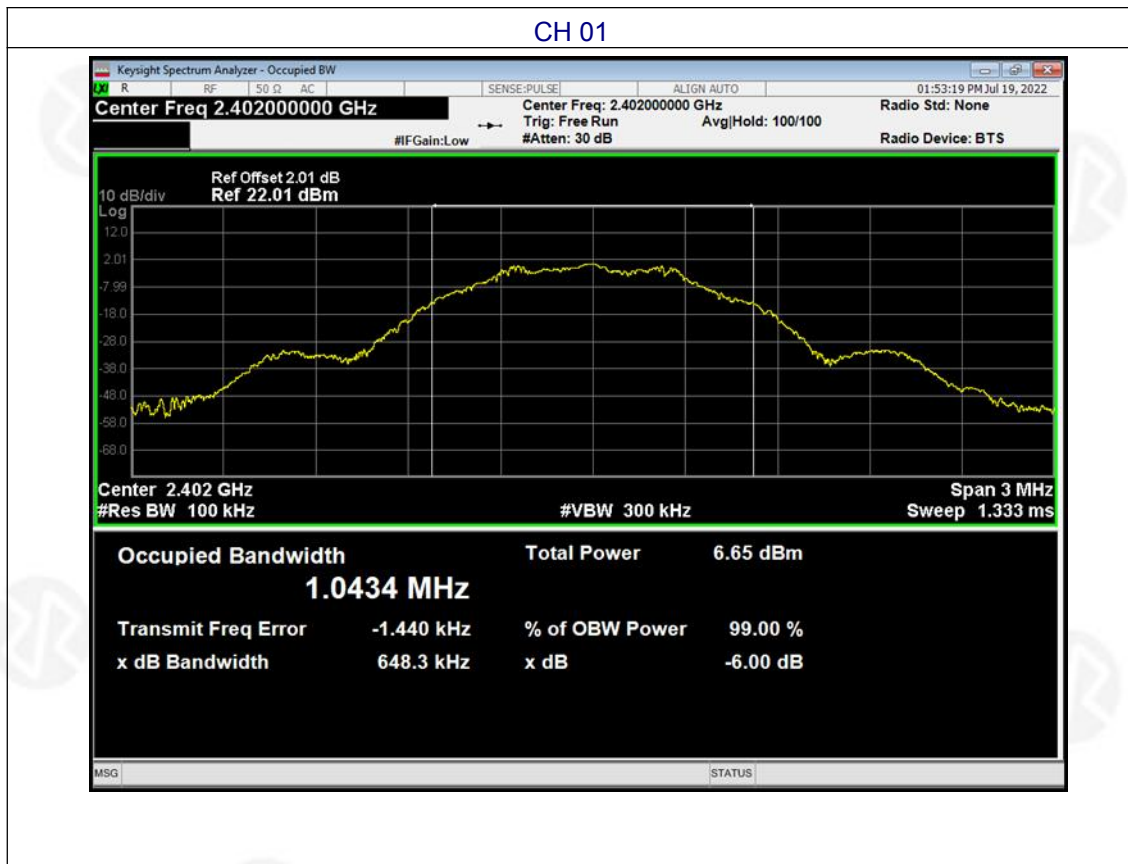 CH 01
Keysight Spectrum Analyzer - Occupied BW
LXI R RF 50 Ω AC SENSE:PULSE ALIGN AUTO 01:53:19 PM Jul 19, 2022
Center Freq 2.402000000 GHz Center Freq: 2.402000000 GHz Radio Std: None
Trig: Free Run Avg|Hold: 100/100
#IFGain:Low #Atten: 30 dB Radio Device: BTS
Ref Offset 2.01 dB
10 dB/div Ref 22.01 dBm
Log
12.0
2.01
-7.99
-18.0
-28.0
-38.0
-48.0
-58.0
-68.0
Center 2.402 GHz Span 3 MHz
#Res BW 100 kHz #VBW 300 kHz Sweep 1.333 ms
Occupied Bandwidth Total Power 6.65 dBm
1.0434 MHz
Transmit Freq Error -1.440 kHz % of OBW Power 99.00 %
x dB Bandwidth 648.3 kHz x dB -6.00 dB
MSG STATUS